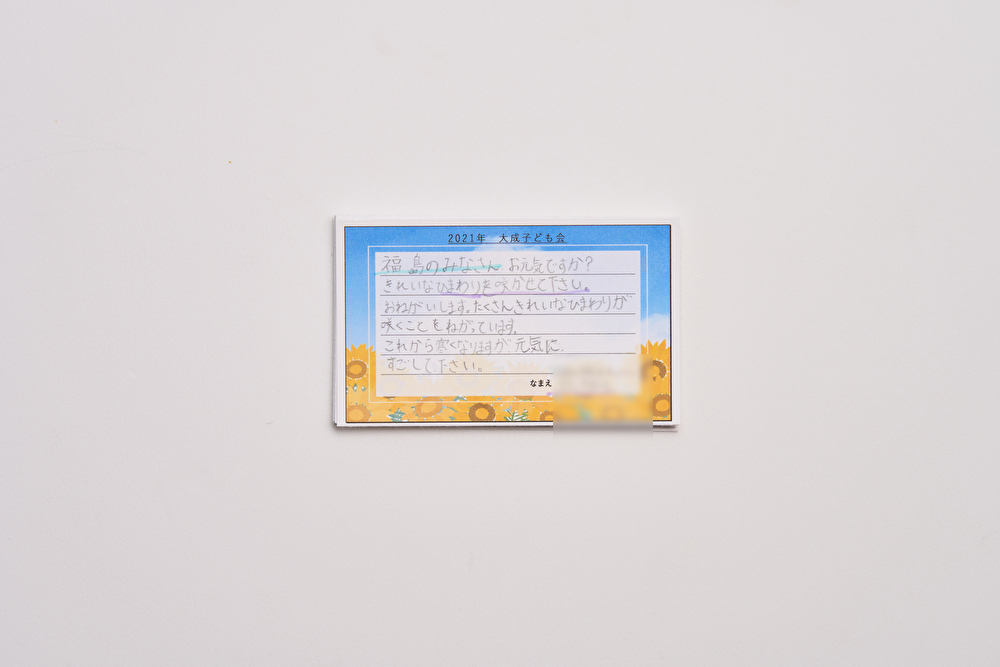 2021年 大成子ども会
福島のみなさん お元気ですか?
きれいなひまわりを咲かせて下さい。
おねがいします。たくさんきれいなひまわりが
咲くことをねがっています。
これから寒くなりますが元気に
すごして下さい。
なまえ